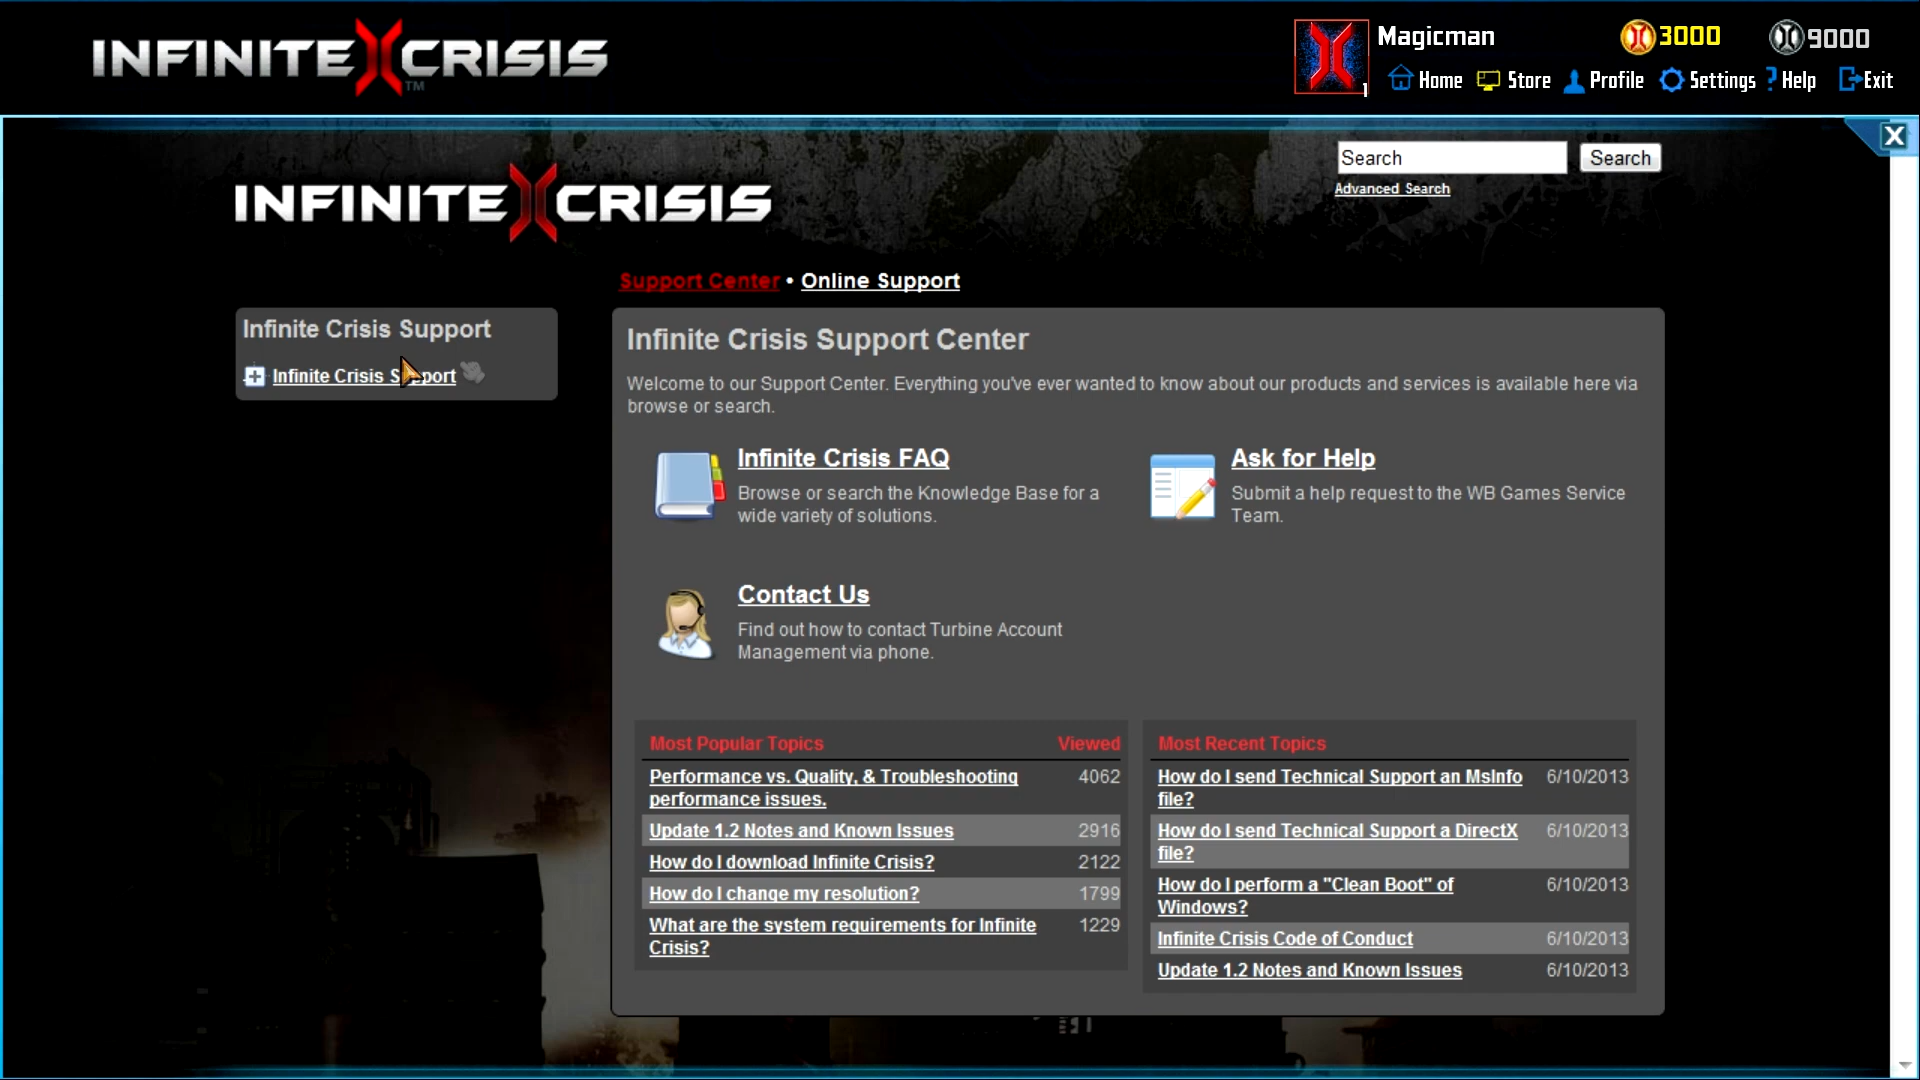 INFINITE CRISIS™
Magicman
3000
9000
1
Home
Store
Profile
Settings
? Help
Exit
X
Search
Search
Advanced Search
INFINITE CRISIS
Support Center • Online Support
Infinite Crisis Support
Infinite Crisis Support
Infinite Crisis Support Center
Welcome to our Support Center. Everything you've ever wanted to know about our products and services is available here via
browse or search.
Infinite Crisis FAQ
Browse or search the Knowledge Base for a
wide variety of solutions.
Ask for Help
Submit a help request to the WB Games Service
Team.
Contact Us
Find out how to contact Turbine Account
Management via phone.
Most Popular Topics Viewed
Performance vs. Quality, & Troubleshooting 4062
performance issues.
Update 1.2 Notes and Known Issues 2916
How do I download Infinite Crisis? 2122
How do I change my resolution? 1799
What are the system requirements for Infinite 1229
Crisis?
Most Recent Topics
How do I send Technical Support an MsInfo 6/10/2013
file?
How do I send Technical Support a DirectX 6/10/2013
file?
How do I perform a "Clean Boot" of 6/10/2013
Windows?
Infinite Crisis Code of Conduct 6/10/2013
Update 1.2 Notes and Known Issues 6/10/2013